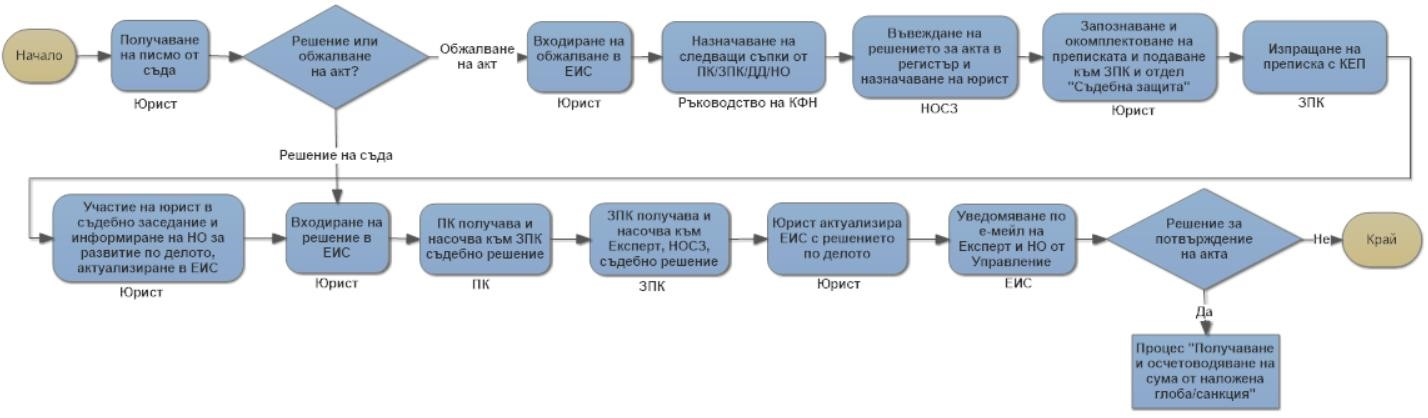 Начало
Получаване
на писмо от
съда
Юрист
Решение или
обжалване
на акт?
Обжалване
на акт
Входиране на
обжалване в
ЕИС
Юрист
Назначаване на
следващи съпки от
ПК/ЗПК/ДД/НО
Ръководство на КФН
Въвеждане на
решението за акта в
регистър и
назначаване на юрист
НОСЗ
Запознаване и
окомплектоване на
преписката и подаване
към ЗПК и отдел
"Съдебна защита"
Юрист
Изпращане на
преписка с КЕП
ЗПК
Решение на съда
Участие на юрист в
съдебно заседание и
информиране на НО за
развитие по делото,
актуализиране в ЕИС
Юрист
Входиране на
решение в
ЕИС
Юрист
ПК получава и
насочва към ЗПК
съдебно решение
ПК
ЗПК получава и
насочва към
Експерт, НОСЗ,
съдебно решение
ЗПК
Юрист актуализира
ЕИС с решението
по делото
Юрист
Уведомяване по
е-мейл на
Експерт и НО от
Управление
ЕИС
Решение за
потвърждение
на акта
Не
Край
Да
Процес "Получаване
и осчетоводяване на
сума от наложена
глоба/санкция"